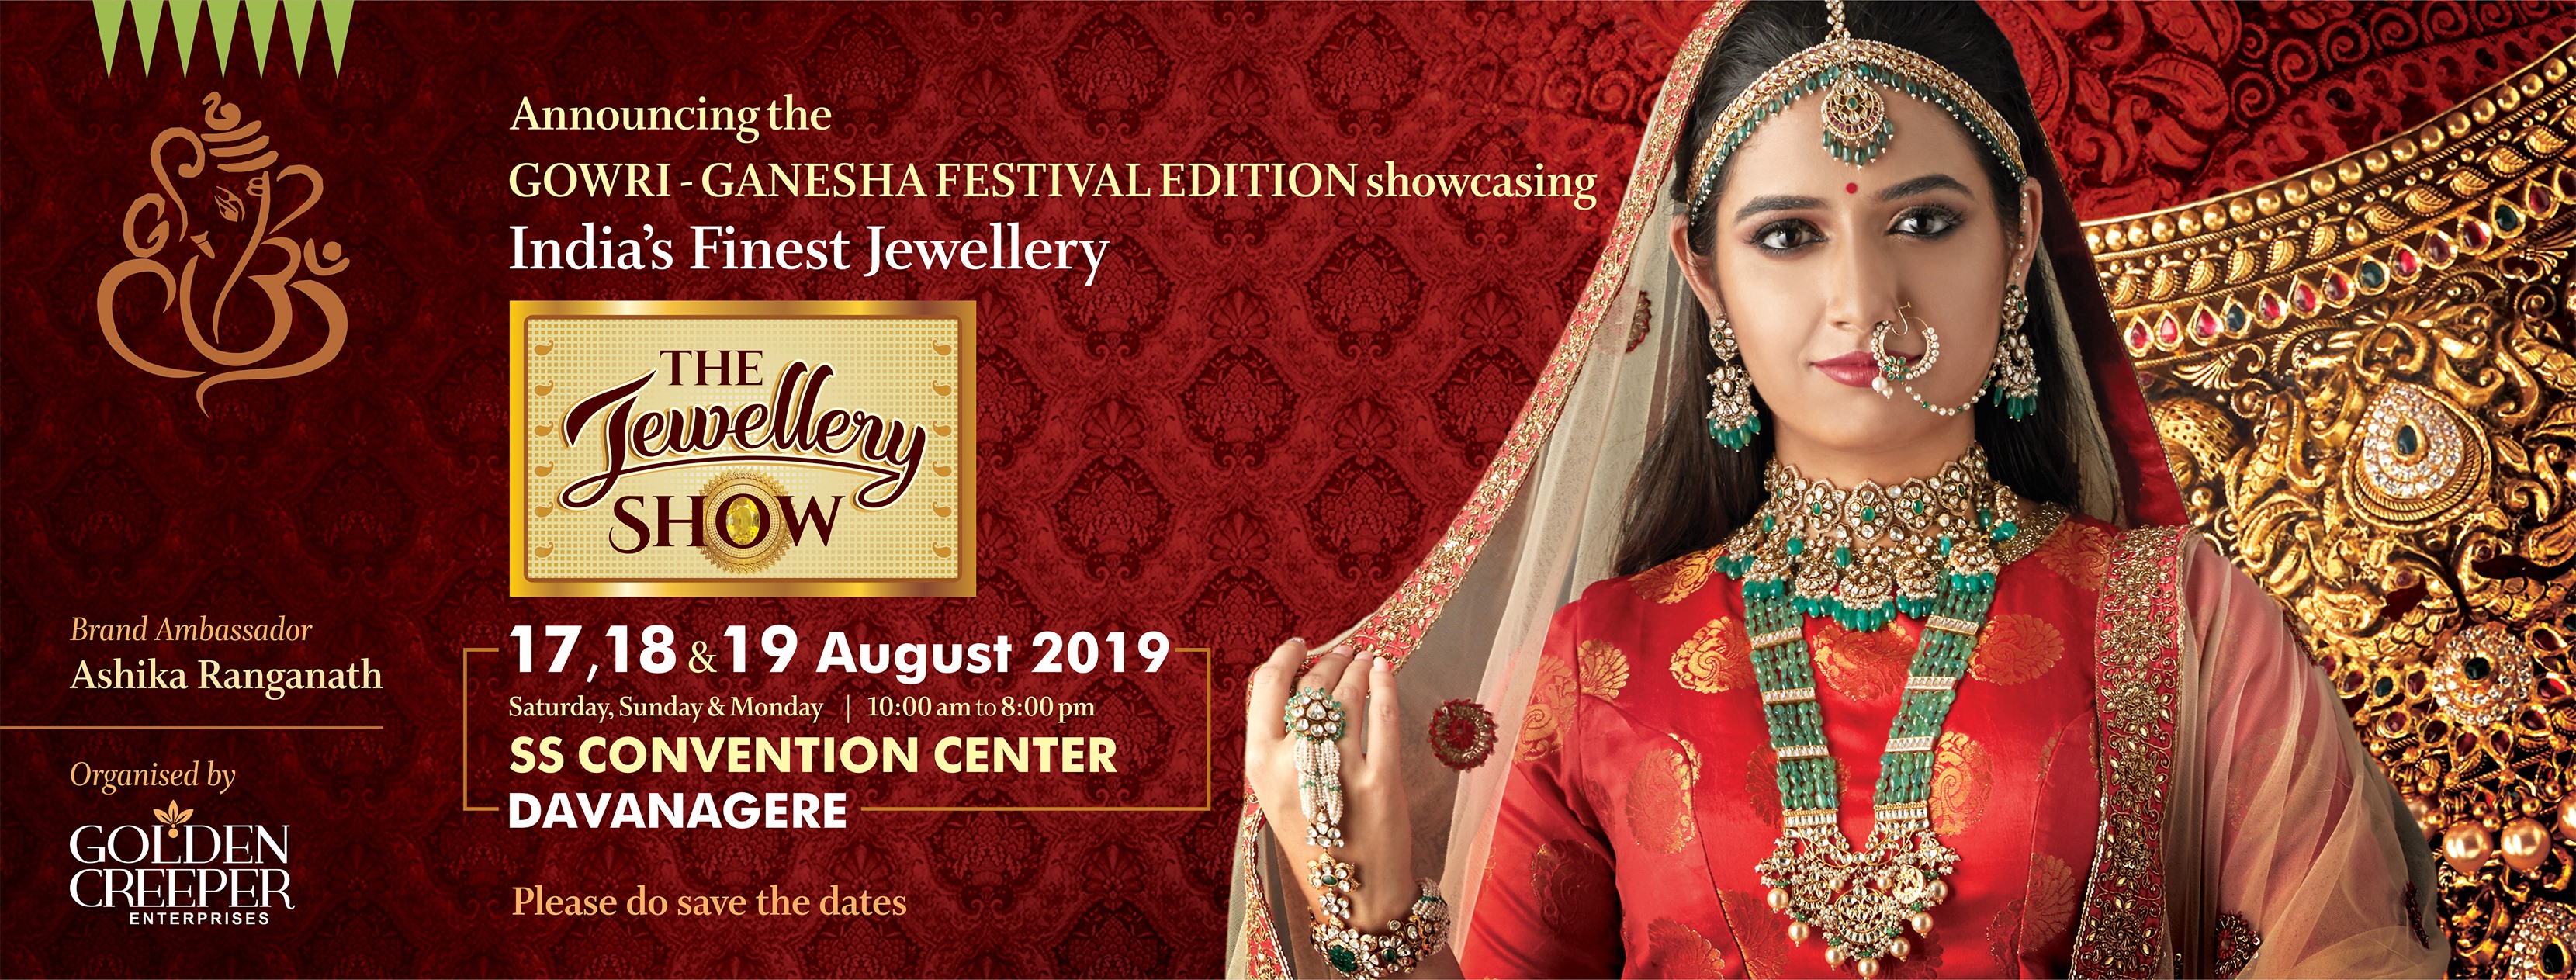 Announcing the
GOWRI - GANESHA FESTIVAL EDITION showcasing
India's Finest Jewellery
THE
Jewellery
SHOW
17,18 & 19 August 2019
Saturday, Sunday & Monday | 10:00 am to 8:00 pm
SS CONVENTION CENTER
DAVANAGERE
Please do save the dates
Brand Ambassador
Ashika Ranganath
Organised by
GOLDEN
CREEPER
ENTERPRISES